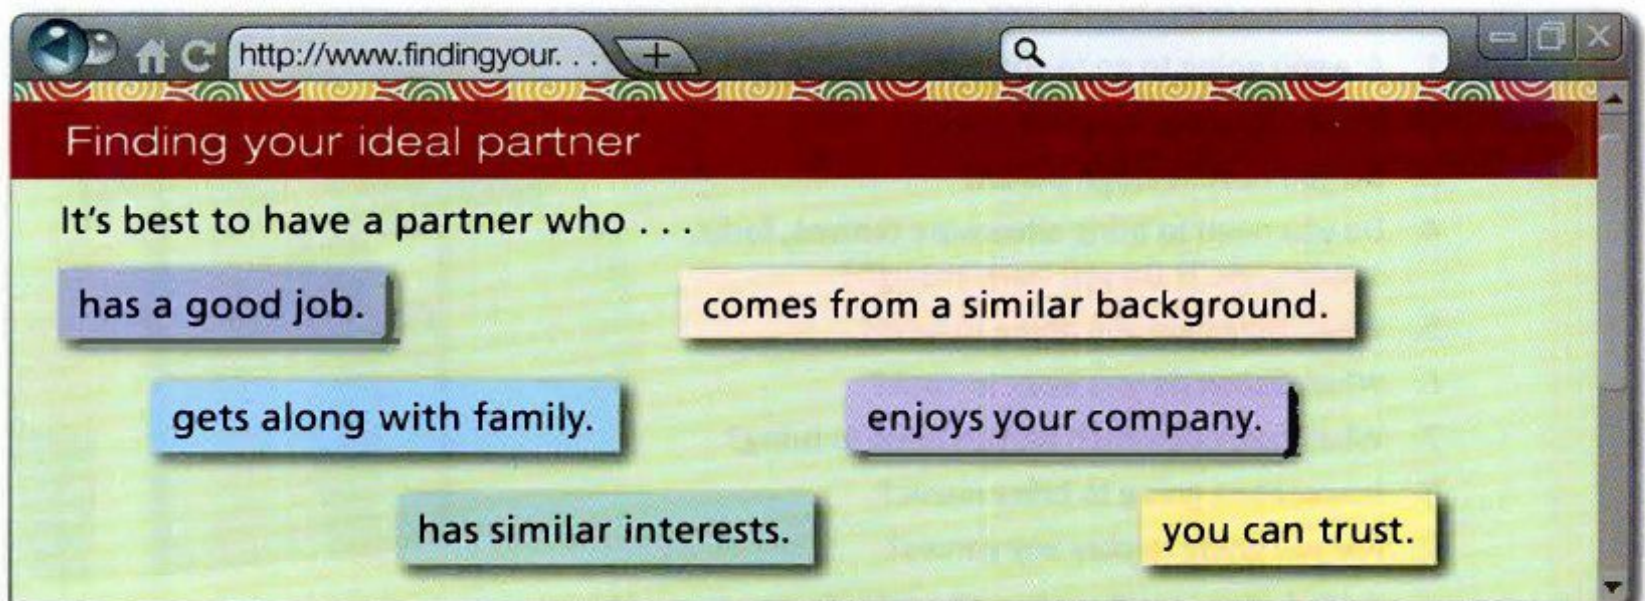 http://www.findingyour. . .
Finding your ideal partner
It's best to have a partner who . . .
has a good job.
comes from a similar background.
gets along with family.
enjoys your company.
has similar interests.
you can trust.